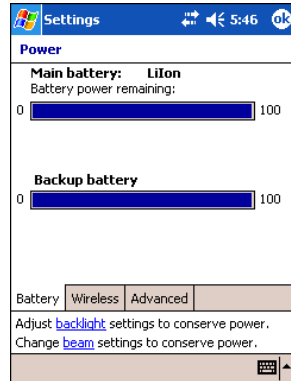 Settings 5:46 ok
Power
Main battery: LiIon
Battery power remaining:
0 100
Backup battery
0 100
Battery Wireless Advanced
Adjust backlight settings to conserve power.
Change beam settings to conserve power.